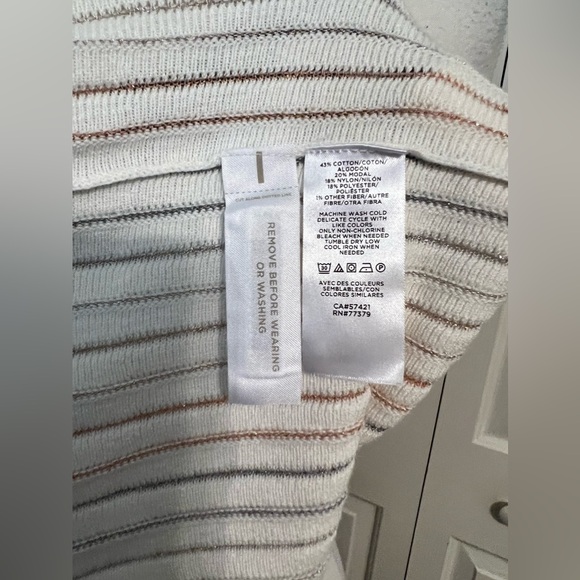 43% COTTON/COTON/
ALGODÓN
20% MODAL
18% NYLON/NILÓN
18% POLYESTER/
POLIÉSTER
1% OTHER FIBER/AUTRE
FIBRE/OTRA FIBRA
MACHINE WASH COLD
DELICATE CYCLE WITH
LIKE COLORS
ONLY NON-CHLORINE
BLEACH WHEN NEEDED
TUMBLE DRY LOW
COOL IRON WHEN
NEEDED
30
P
AVEC DES COULEURS
SEMBLABLES/CON
COLORES SIMILARES
CA#57421
RN#77379
REMOVE BEFORE WEARING
OR WASHING